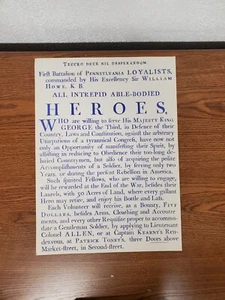 TEUCRO DUCE NIL DESPERANDUM.
First Battalion of PENNSYLVANIA LOYALISTS,
commanded by His Excellency Sir WILLIAM
HOWE, K B.
ALL INTREPID ABLE-BODIED
HEROES,
WHO are willing to serve His MAJESTY KING
GEORGE the Third, in Defence of their
Country, Laws and Constitution, against the arbitrary
Usurpations of a tyrannical Congress, have now not
only an Opportunity of manifesting their Spirit, by
assisting in reducing to Obedience their too-long de-
luded Countrymen, but also of acquiring the polite
Accomplishments of a Soldier, by serving only two
Years, or during the present Rebellion in America.
Such spirited Fellows, who are willing to engage,
will be rewarded at the End of the War, besides their
Laurels, with 50 Acres of Land, where every gallant
Hero may retire, and enjoy his Bottle and Lass.
Each Volunteer will receive, as a Bounty, FIVE
DOLLARS, besides Arms, Cloathing and Accoutre-
ments, and every other Requisite proper to accommo-
date a Gentleman Soldier, by applying to Lieutenant
Colonel ALLEN, or at Captain KEARNY'S Ren-
dezvous, at PATRICK TONRY'S, three Doors above
Market-street, in Second-street.